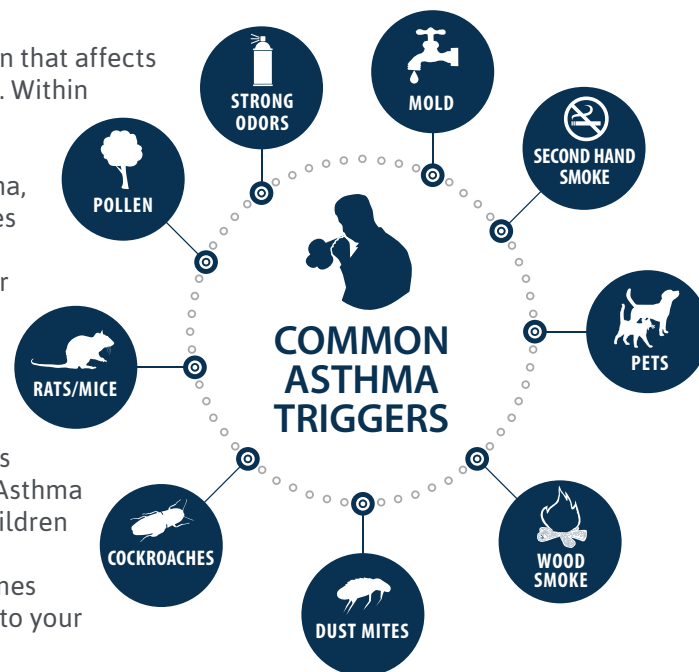 n that affects
. Within
na,
es
r
s
Asthma
ildren
nes
to your
STRONG
ODORS
MOLD
SECOND HAND
SMOKE
PETS
WOOD
SMOKE
DUST MITES
COCKROACHES
RATS/MICE
POLLEN
COMMON
ASTHMA
TRIGGERS